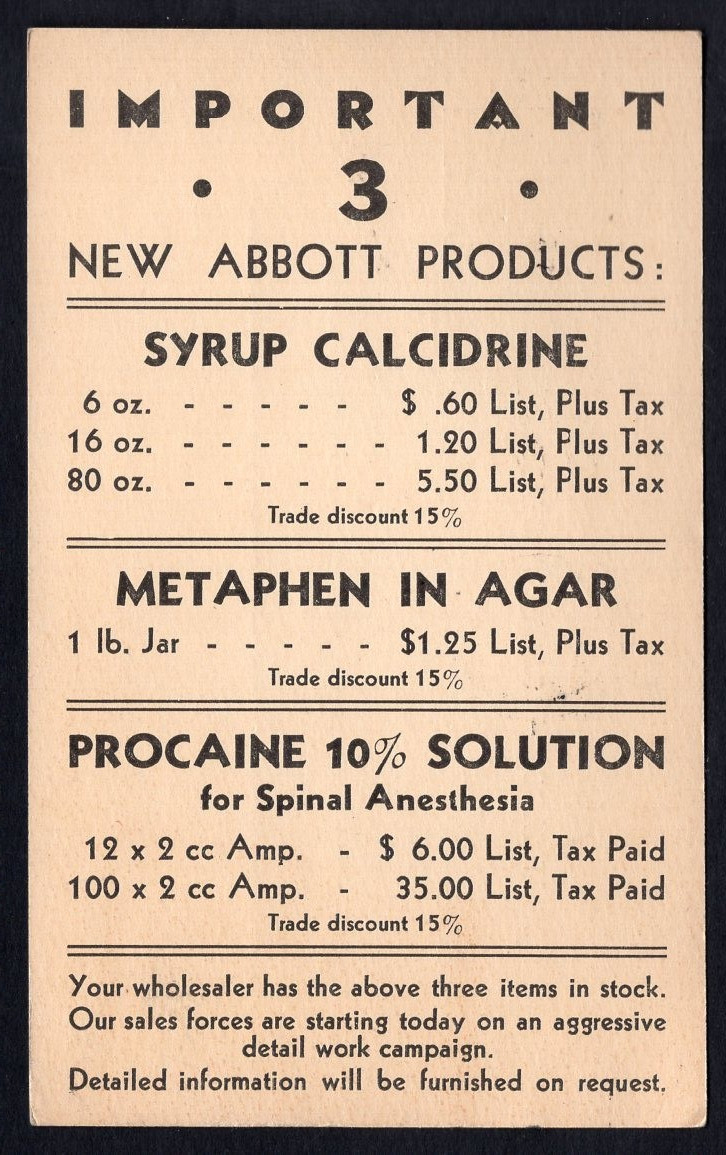 IMPORTANT
• 3 •
NEW ABBOTT PRODUCTS:
SYRUP CALCIDRINE
6 oz. - - - - - $ .60 List, Plus Tax
16 oz. - - - - - - 1.20 List, Plus Tax
80 oz. - - - - - - 5.50 List, Plus Tax
Trade discount 15%
METAPHEN IN AGAR
1 lb. Jar - - - - - $1.25 List, Plus Tax
Trade discount 15%
PROCAINE 10% SOLUTION
for Spinal Anesthesia
12 x 2 cc Amp. - $ 6.00 List, Tax Paid
100 x 2 cc Amp. - 35.00 List, Tax Paid
Trade discount 15%
Your wholesaler has the above three items in stock.
Our sales forces are starting today on an aggressive
detail work campaign.
Detailed information will be furnished on request.